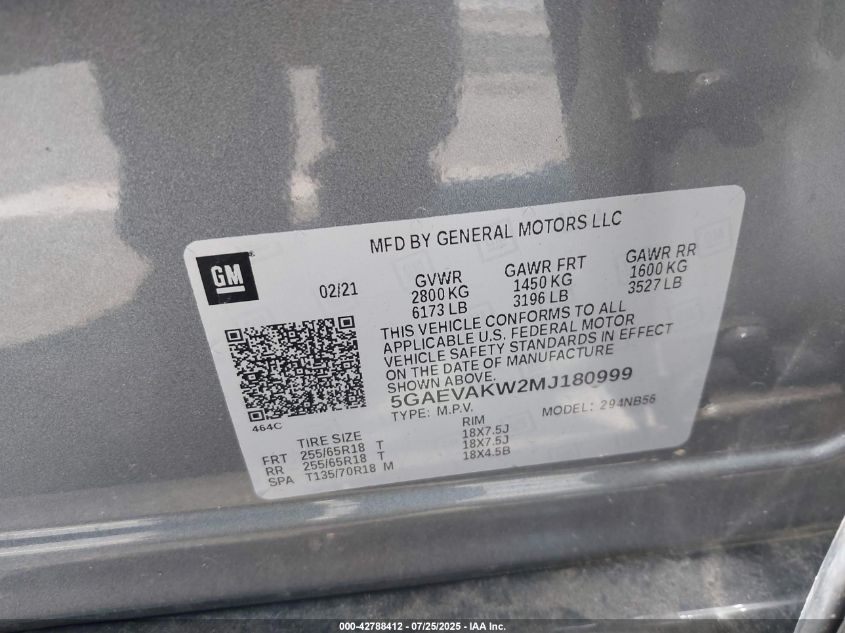 MFD BY GENERAL MOTORS LLC
GM
02/21
GVWR
2800 KG
6173 LB
GAWR FRT
1450 KG
3196 LB
GAWR RR
1600 KG
3527 LB
THIS VEHICLE CONFORMS TO ALL
APPLICABLE U.S. FEDERAL MOTOR
VEHICLE SAFETY STANDARDS IN EFFECT
ON THE DATE OF MANUFACTURE
SHOWN ABOVE.
5GAEVAKW2MJ180999
TYPE: M.P.V. MODEL: 294NB56
464C
TIRE SIZE RIM
FRT 255/65R18 T 18X7.5J
RR 255/65R18 T 18X7.5J
SPA T135/70R18 M 18X4.5B
000-42788412 - 07/25/2025 - IAA Inc.